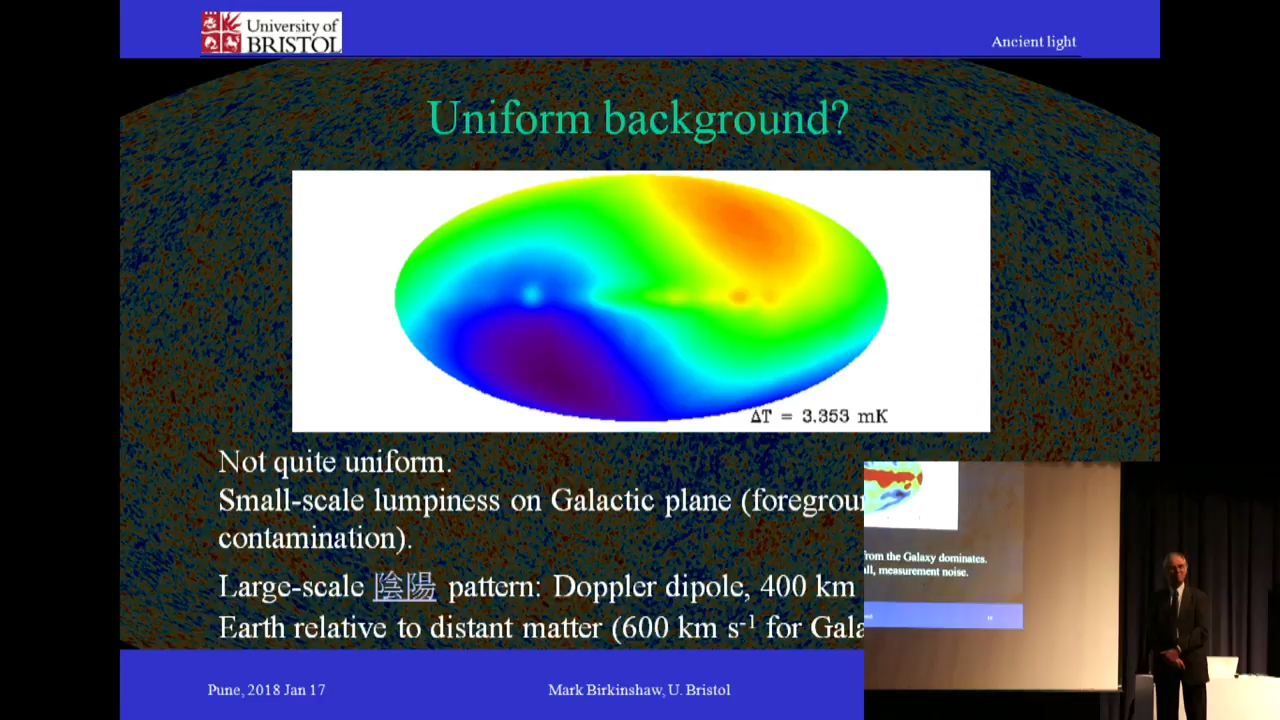 University of
BRISTOL
Ancient light
Uniform background?
ΔT = 3.353 mK
Not quite uniform.
Small-scale lumpiness on Galactic plane (foregrou
contamination).
Large-scale 陰陽 pattern: Doppler dipole, 400 km
Earth relative to distant matter (600 km s-1 for Gala
from the Galaxy dominates.
all, measurement noise.
Pune, 2018 Jan 17
Mark Birkinshaw, U. Bristol